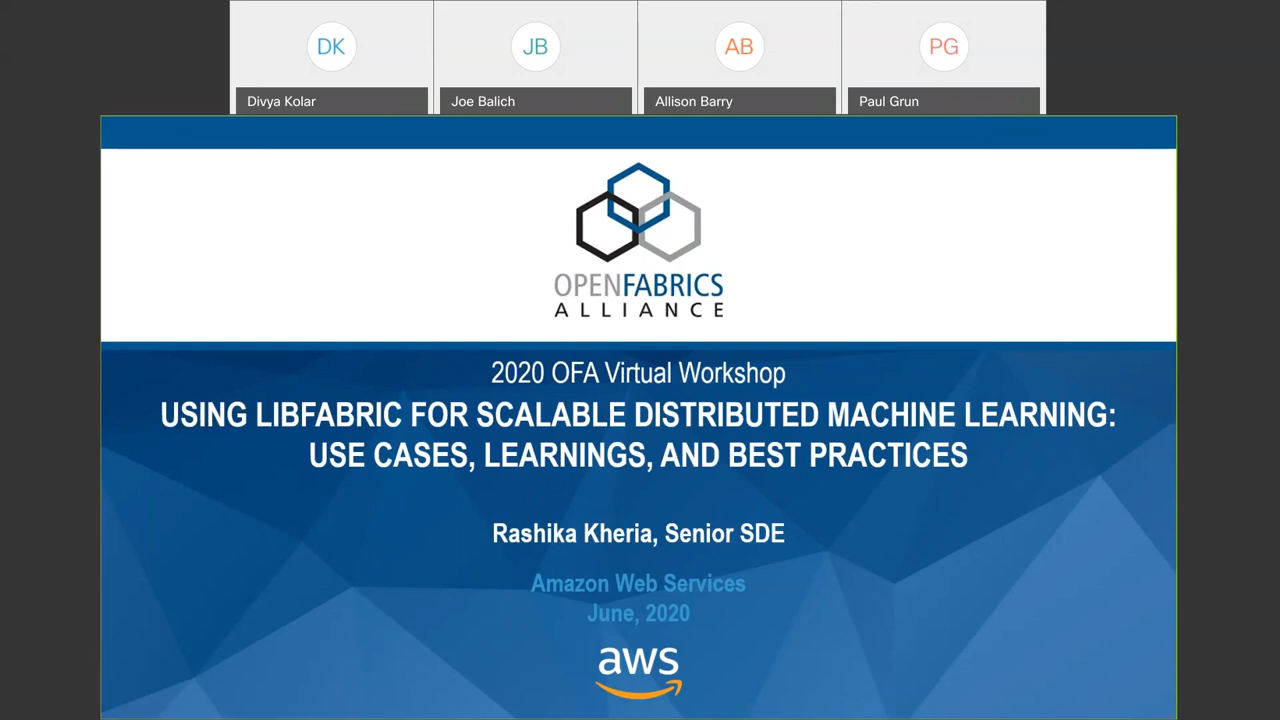 DK
JB
AB
PG
Divya Kolar
Joe Balich
Allison Barry
Paul Grun
OPENFABRICS
ALLIANCE
2020 OFA Virtual Workshop
USING LIBFABRIC FOR SCALABLE DISTRIBUTED MACHINE LEARNING:
USE CASES, LEARNINGS, AND BEST PRACTICES
Rashika Kheria, Senior SDE
Amazon Web Services
June, 2020
aws